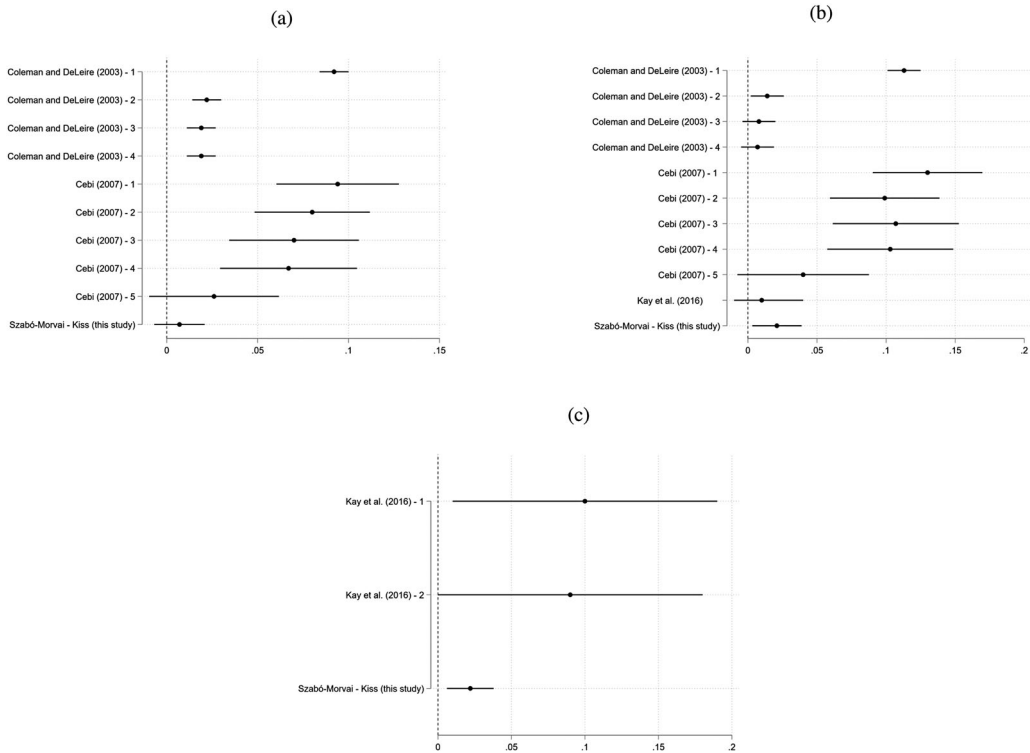 (a)
Coleman and DeLeire (2003) - 1
Coleman and DeLeire (2003) - 2
Coleman and DeLeire (2003) - 3
Coleman and DeLeire (2003) - 4
Cebi (2007) - 1
Cebi (2007) - 2
Cebi (2007) - 3
Cebi (2007) - 4
Cebi (2007) - 5
Szabó-Morvai - Kiss (this study)
0 .05 .1 .15
(b)
Coleman and DeLeire (2003) - 1
Coleman and DeLeire (2003) - 2
Coleman and DeLeire (2003) - 3
Coleman and DeLeire (2003) - 4
Cebi (2007) - 1
Cebi (2007) - 2
Cebi (2007) - 3
Cebi (2007) - 4
Cebi (2007) - 5
Kay et al. (2016)
Szabó-Morvai - Kiss (this study)
0 .05 .1 .15 .2
(c)
Kay et al. (2016) - 1
Kay et al. (2016) - 2
Szabó-Morvai - Kiss (this study)
0 .05 .1 .15 .2